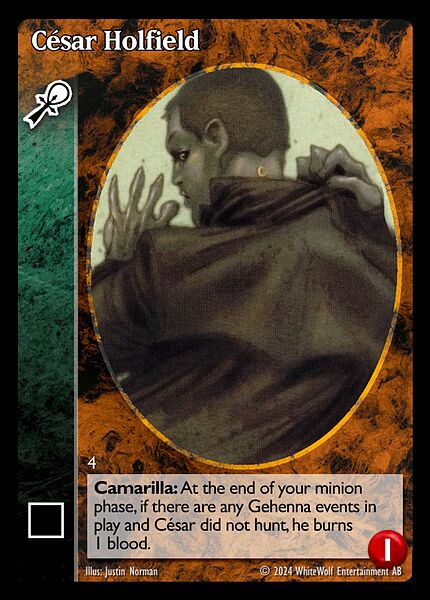 César Holfield
4
Camarilla: At the end of your minion
phase, if there are any Gehenna events in
play and César did not hunt, he burns
1 blood.
1
Illus: Justin Norman
© 2024 WhiteWolf Entertainment AB